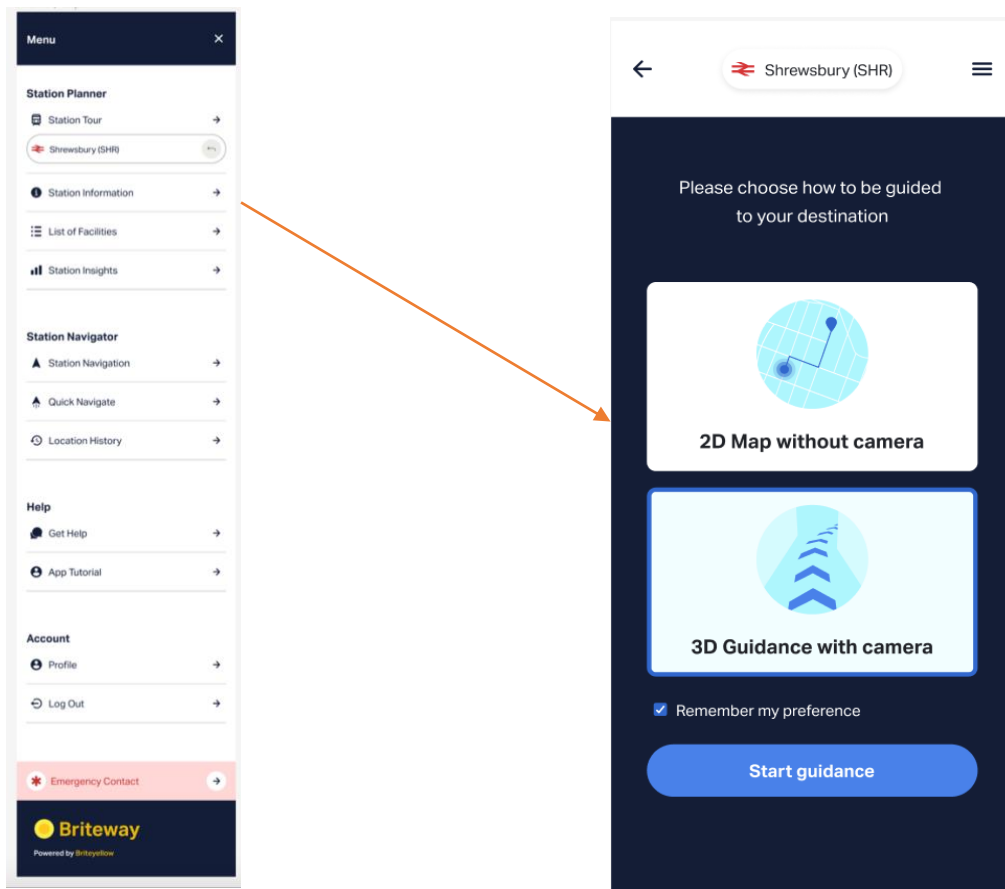 Menu
Station Planner
Station Tour
Shrewsbury (SHR)
Station Information
List of Facilities
Station Insights
Station Navigator
Station Navigation
Quick Navigate
Location History
Help
Get Help
App Tutorial
Account
Profile
Log Out
Emergency Contact
Briteway
Powered by Briteyellow
Shrewsbury (SHR)
Please choose how to be guided
to your destination
2D Map without camera
3D Guidance with camera
Remember my preference
Start guidance